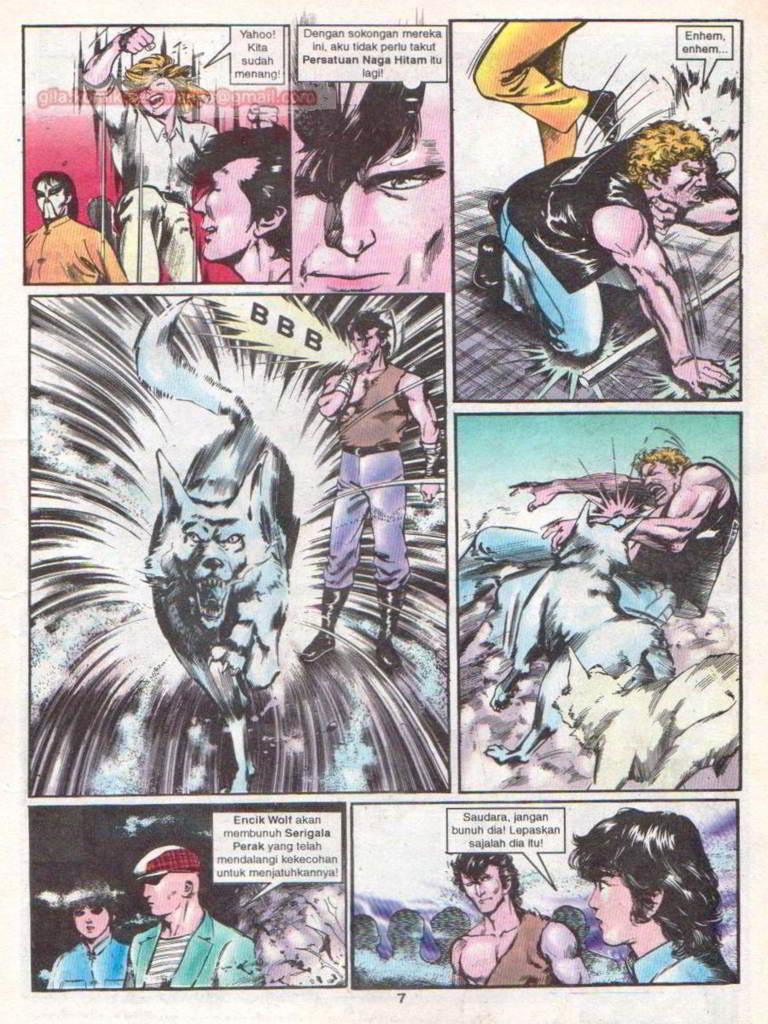 Yahoo!
Kita
sudah
menang!
Dengan sokongan mereka
ini, aku tidak perlu takut
Persatuan Naga Hitam itu
lagi!
Enhem,
enhem...
BBB
Encik Wolf akan
membunuh Serigala
Perak yang telah
mendalangi kekecohan
untuk menjatuhkannya!
Saudara, jangan
bunuh dia! Lepaskan
sajalah dia itu!
7